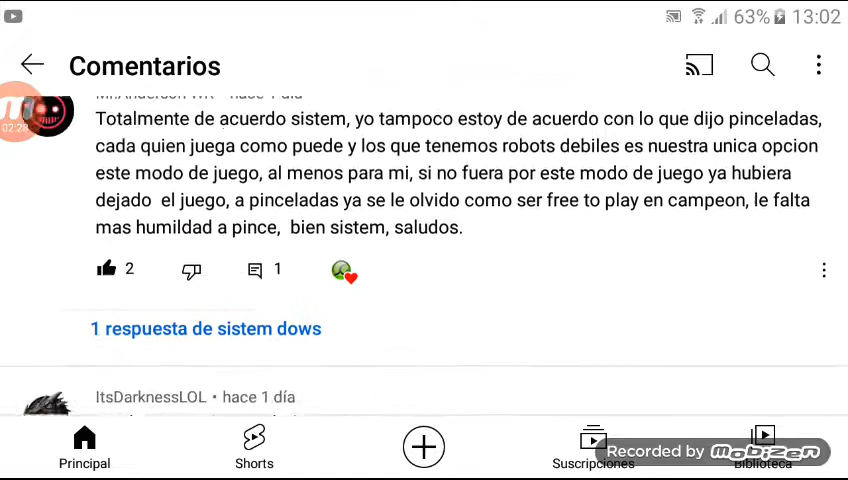 63% 13:02
Comentarios
02:28
Totalmente de acuerdo sistem, yo tampoco estoy de acuerdo con lo que dijo pinceladas,
cada quien juega como puede y los que tenemos robots debiles es nuestra unica opcion
este modo de juego, al menos para mi, si no fuera por este modo de juego ya hubiera
dejado el juego, a pinceladas ya se le olvido como ser free to play en campeon, le falta
mas humildad a pince, bien sistem, saludos.
2 1
1 respuesta de sistem dows
ItsDarknessLOL • hace 1 día
Principal Shorts Suscripciones Biblioteca
Recorded by mobizen